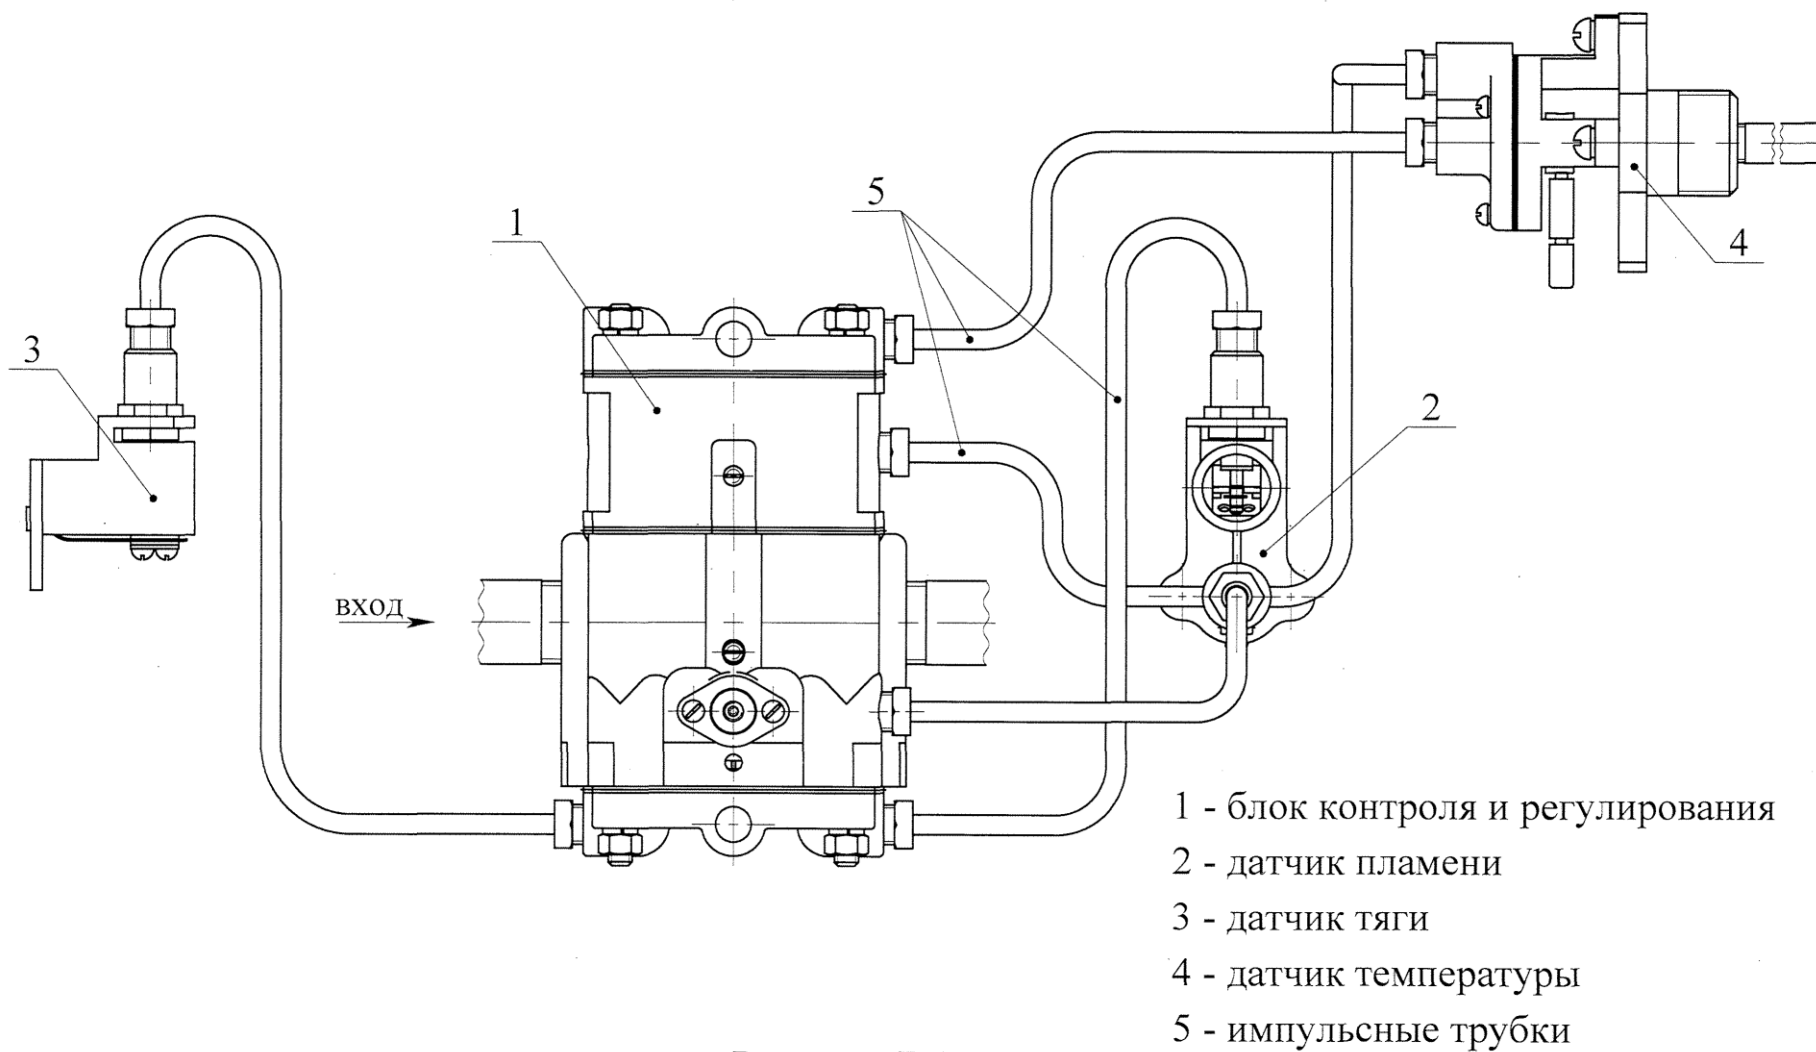 5
1
4
3
2
вход
1 - блок контроля и регулирования
2 - датчик пламени
3 - датчик тяги
4 - датчик температуры
5 - импульсные трубки